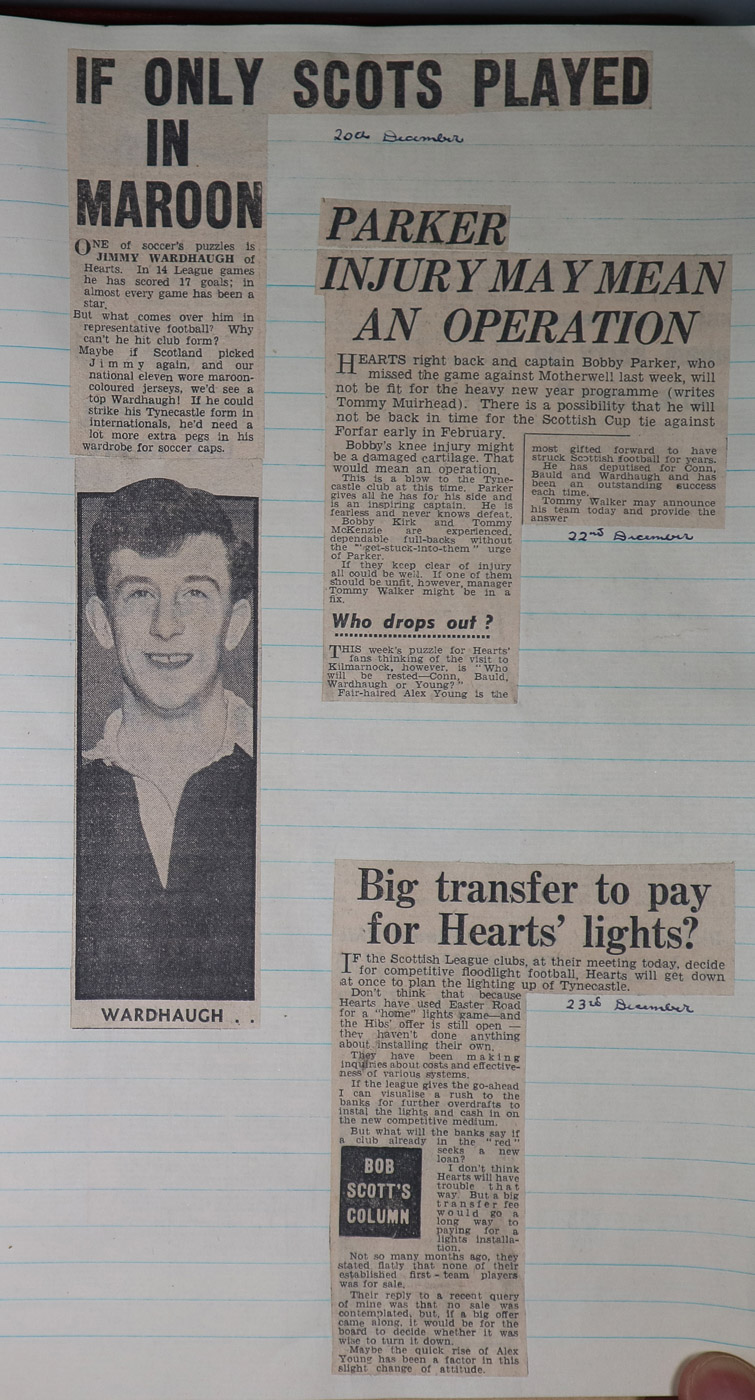 IF ONLY SCOTS PLAYED
IN
MAROON
20th December
ONE of soccer's puzzles is
JIMMY WARDHAUGH of
Hearts. In 14 League games
he has scored 17 goals; in
almost every game has been a
star.
But what comes over him in
representative football? Why
can't he hit club form?
Maybe if Scotland picked
Jimmy again, and our
national eleven wore maroon-
coloured jerseys, we'd see a
top Wardhaugh! If he could
strike his Tynecastle form in
internationals, he'd need a
lot more extra pegs in his
wardrobe for soccer caps.
WARDHAUGH . .
PARKER
INJURY MAY MEAN
AN OPERATION
HEARTS right back and captain Bobby Parker, who
missed the game against Motherwell last week, will
not be fit for the heavy new year programme (writes
Tommy Muirhead). There is a possibility that he will
not be back in time for the Scottish Cup tie against
Forfar early in February.
Bobby's knee injury might
be a damaged cartilage. That
would mean an operation.
This is a blow to the Tyne-
castle club at this time. Parker
gives all he has for his side and
is an inspiring captain. He is
fearless and never knows defeat.
Bobby Kirk and Tommy
McKenzie are experienced,
dependable full-backs without
the "get-stuck-into-them" urge
of Parker.
If they keep clear of injury
all could be well. If one of them
should be unfit, however, manager
Tommy Walker might be in a
fix.
Who drops out?
THIS week's puzzle for Hearts'
fans thinking of the visit to
Kilmarnock, however, is "Who
will be rested—Conn, Bauld,
Wardhaugh or Young?"
Fair-haired Alex Young is the
most gifted forward to have
struck Scottish football for years.
He has deputised for Conn,
Bauld and Wardhaugh and has
been an outstanding success
each time.
Tommy Walker may announce
his team today and provide the
answer
22nd December
Big transfer to pay
for Hearts' lights?
IF the Scottish League clubs, at their meeting today, decide
for competitive floodlight football, Hearts will get down
at once to plan the lighting up of Tynecastle.
23rd December
Don't think that because
Hearts have used Easter Road
for a "home" lights game—and
the Hibs' offer is still open —
they haven't done anything
about installing their own.
They have been making
inquiries about costs and effective-
ness of various systems.
If the league gives the go-ahead
I can visualise a rush to the
banks for further overdrafts to
instal the lights and cash in on
the new competitive medium.
But what will the banks say if
a club already in the "red"
seeks a new
loan?
I don't think
Hearts will have
trouble that
way. But a big
transfer fee
would go a
long way to
paying for a
lights installa-
tion.
BOB
SCOTT'S
COLUMN
Not so many months ago, they
stated flatly that none of their
established first-team players
was for sale.
Their reply to a recent query
of mine was that no sale was
contemplated, but, if a big offer
came along, it would be for the
board to decide whether it was
wise to turn it down.
Maybe the quick rise of Alex
Young has been a factor in this
slight change of attitude.